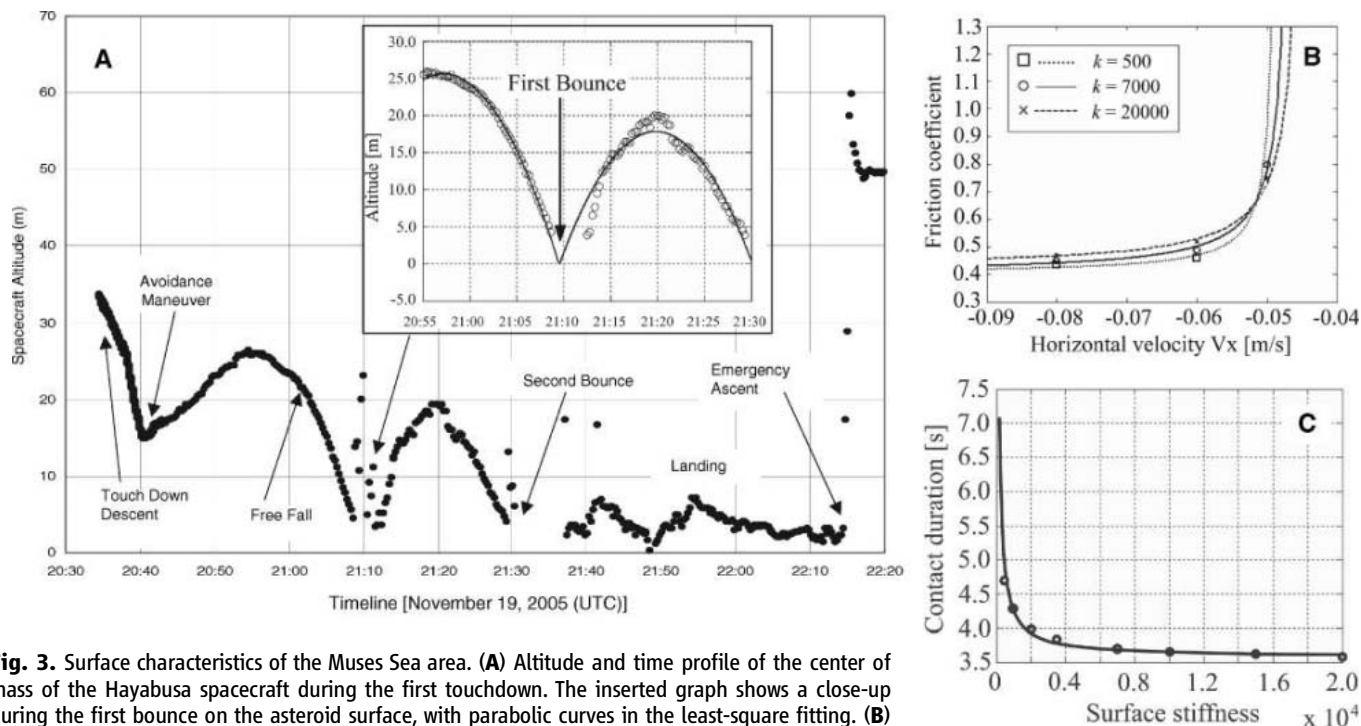 A
70
60
50
40
30
20
10
0
Spacecraft Altitude (m)
20:30 20:40 20:50 21:00 21:10 21:20 21:30 21:40 21:50 22:00 22:10 22:20
Timeline [November 19, 2005 (UTC)]
Avoidance
Maneuver
Touch Down
Descent
Free Fall
Second Bounce
Landing
Emergency
Ascent
30.0
25.0
20.0
15.0
10.0
5.0
0
-5.0
Altitude [m]
First Bounce
20:55 21:00 21:05 21:10 21:15 21:20 21:25 21:30
B
1.3
1.2
1.1
1.0
0.9
0.8
0.7
0.6
0.5
0.4
0.3
Friction coefficient
k = 500
k = 7000
k = 20000
-0.09 -0.08 -0.07 -0.06 -0.05 -0.04
Horizontal velocity Vx [m/s]
C
7.5
7.0
6.5
6.0
5.5
5.0
4.5
4.0
3.5
Contact duration [s]
0 0.4 0.8 1.2 1.6 2.0
Surface stiffness x 10⁴
Fig. 3. Surface characteristics of the Muses Sea area. (A) Altitude and time profile of the center of
mass of the Hayabusa spacecraft during the first touchdown. The inserted graph shows a close-up
during the first bounce on the asteroid surface, with parabolic curves in the least-square fitting. (B)